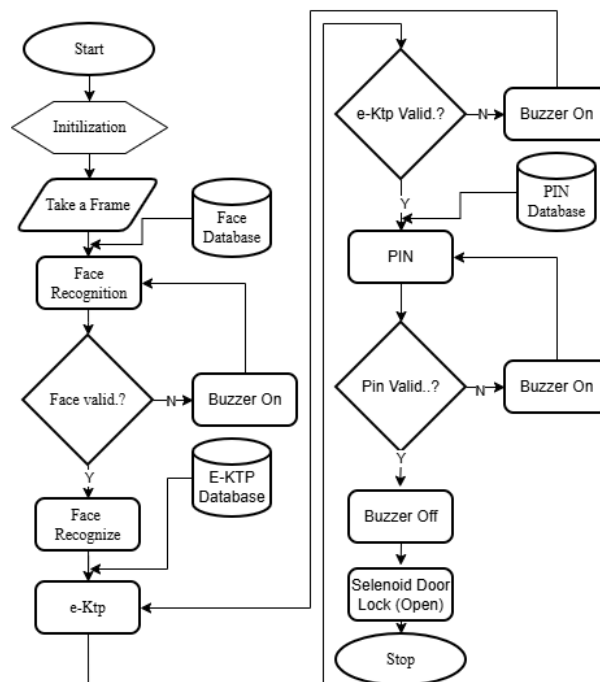 Start
Initilization
Take a Frame
Face
Database
Face
Recognition
Face valid.?
N
Buzzer On
Y
E-KTP
Database
Face
Recognize
e-Ktp
e-Ktp Valid.?
N
Buzzer On
Y
PIN
Database
PIN
Pin Valid..?
N
Buzzer On
Y
Buzzer Off
Selenoid Door
Lock (Open)
Stop